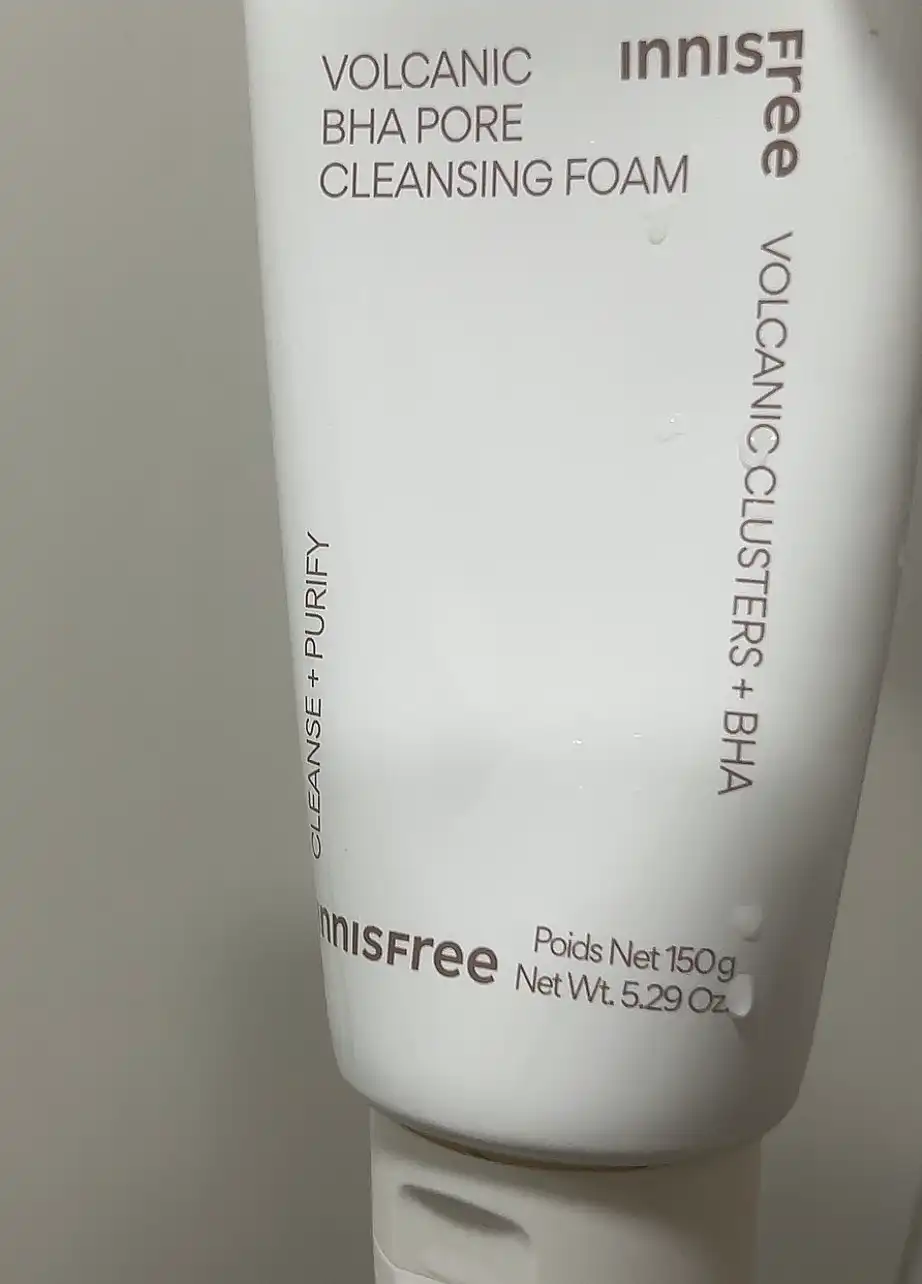 VOLCANIC
BHA PORE
CLEANSING FOAM
INNISFree
VOLCANIC CLUSTERS + BHA
CLEANSE + PURIFY
INNISFree
Poids Net 150g
Net Wt. 5.29 Oz.